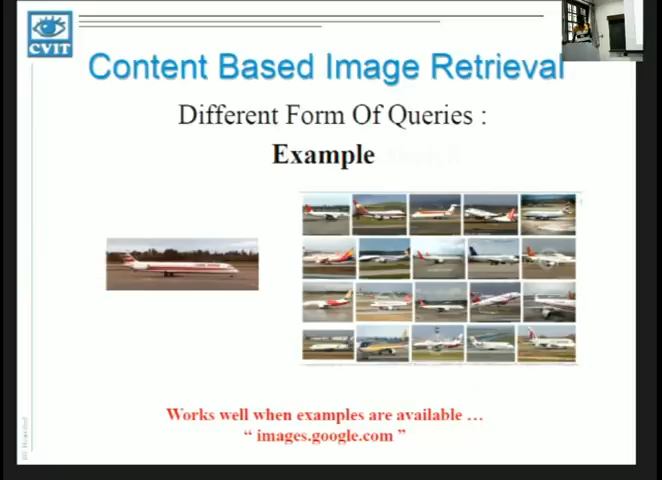 CVIT
Content Based Image Retrieval
Different Form Of Queries :
Example
Works well when examples are available …
“ images.google.com ”